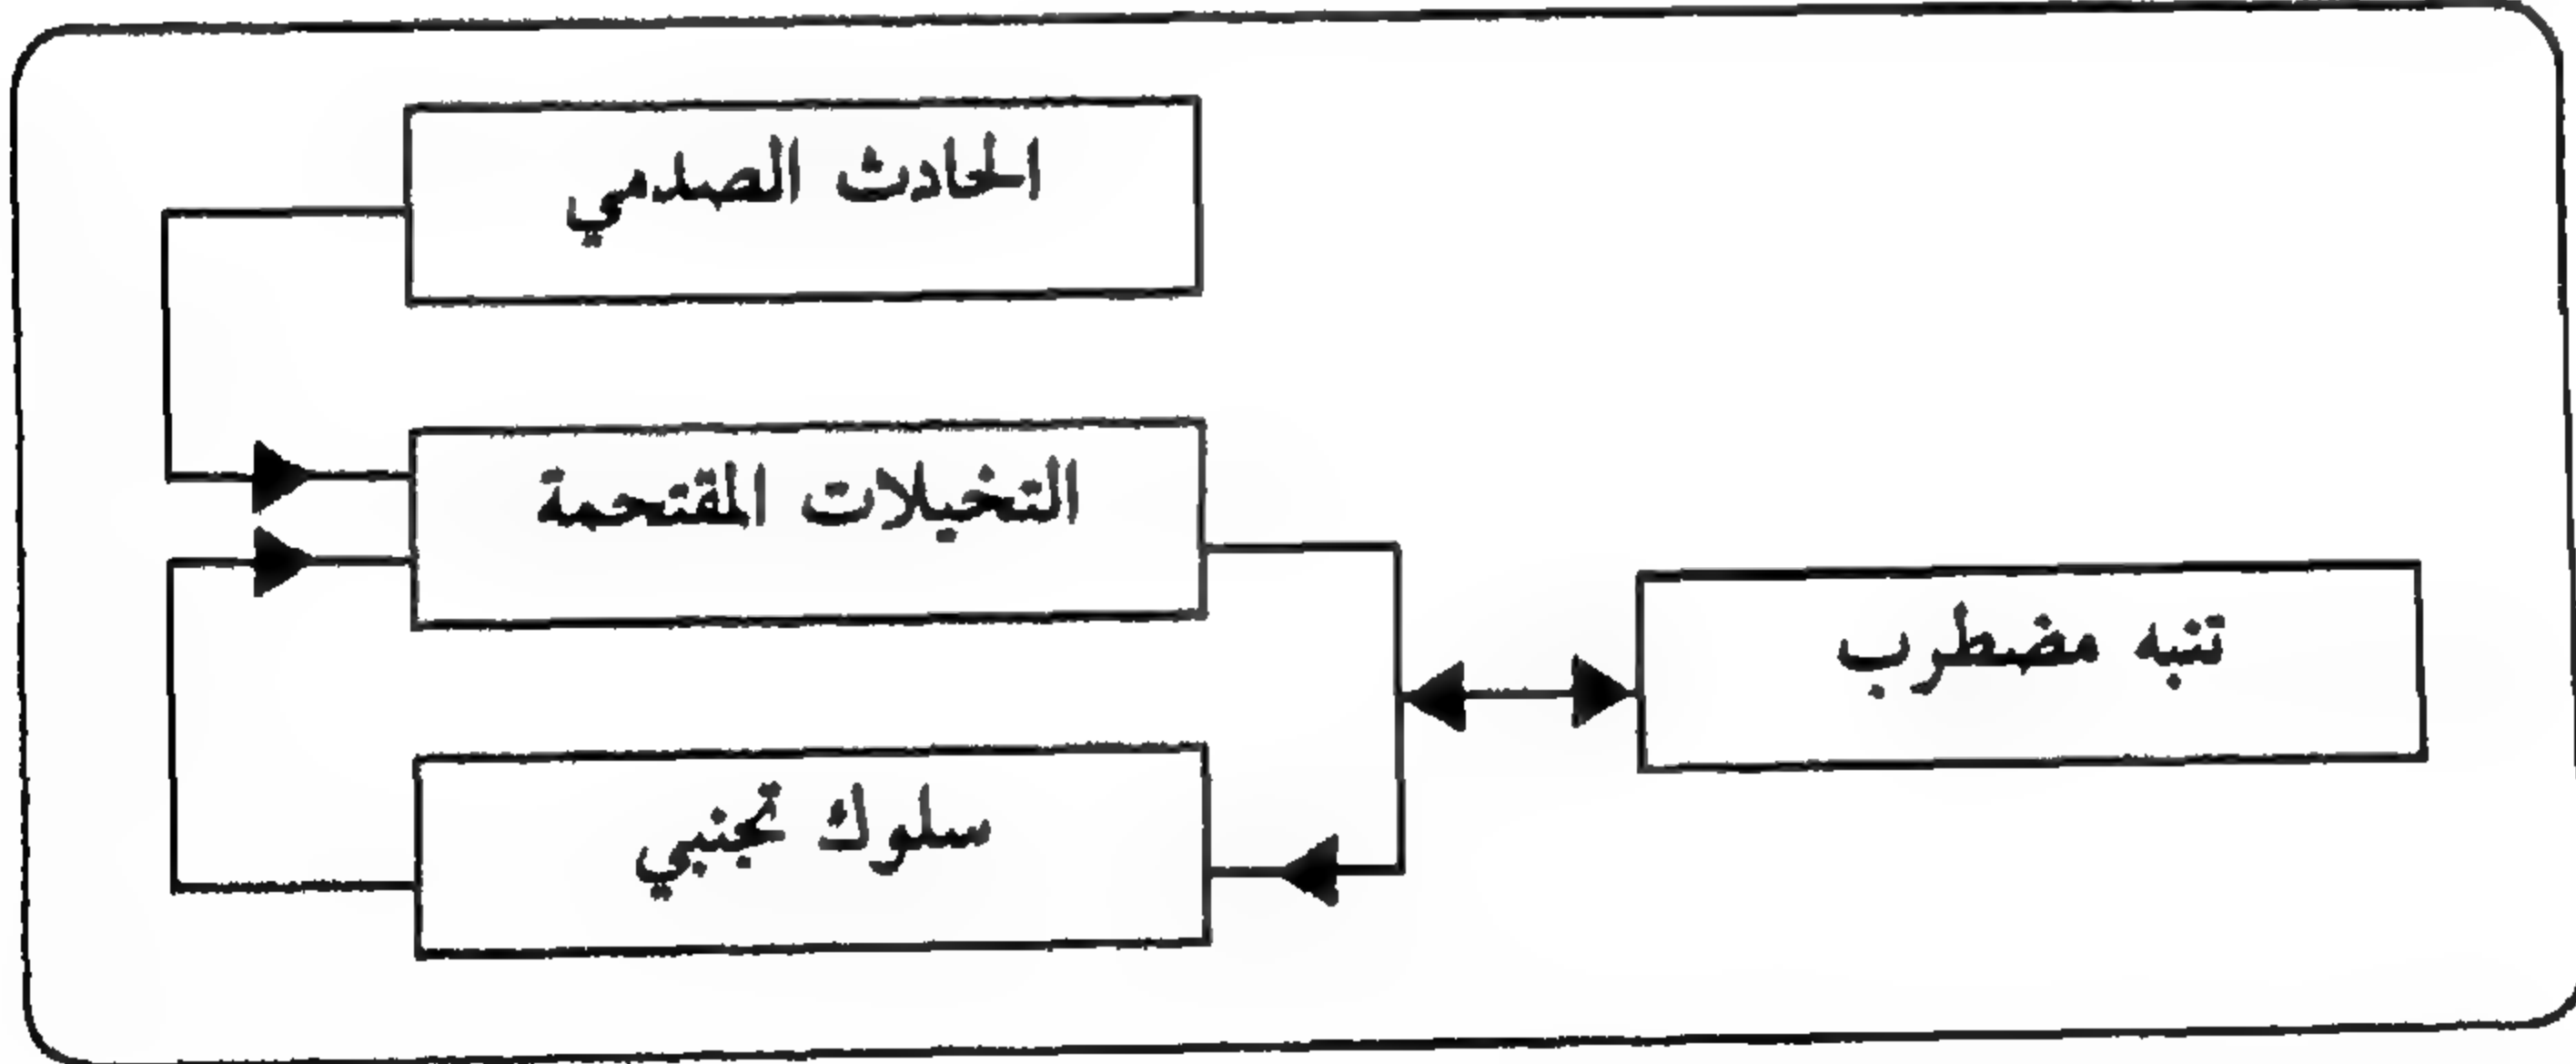 الحادث الصدمي
التخيلات المقتحمة
تنبه مضطرب
سلوك تجنبي